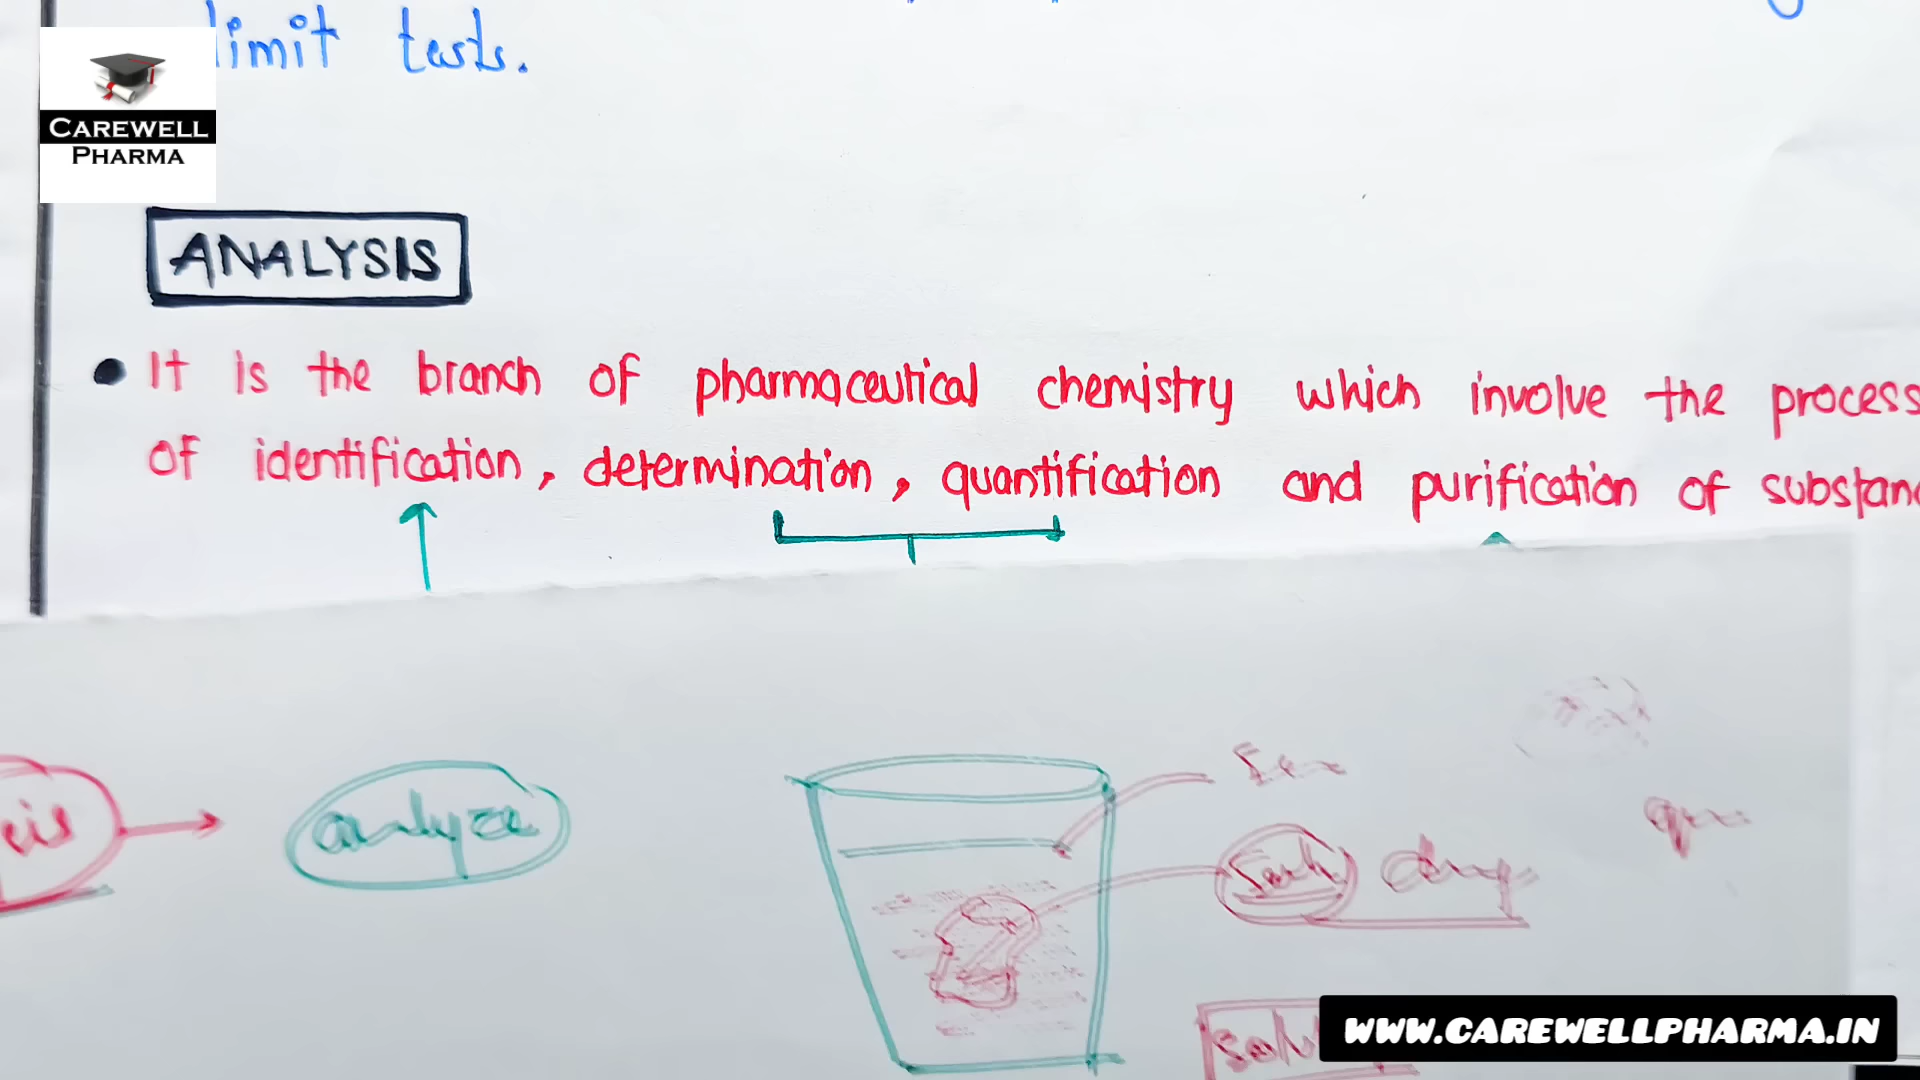 limit tests.
CAREWELL
PHARMA
ANALYSIS
• It is the branch of pharmaceutical chemistry which involve the process
of identification, determination, quantification and purification of substan
analyze
WWW.CAREWELLPHARMA.IN